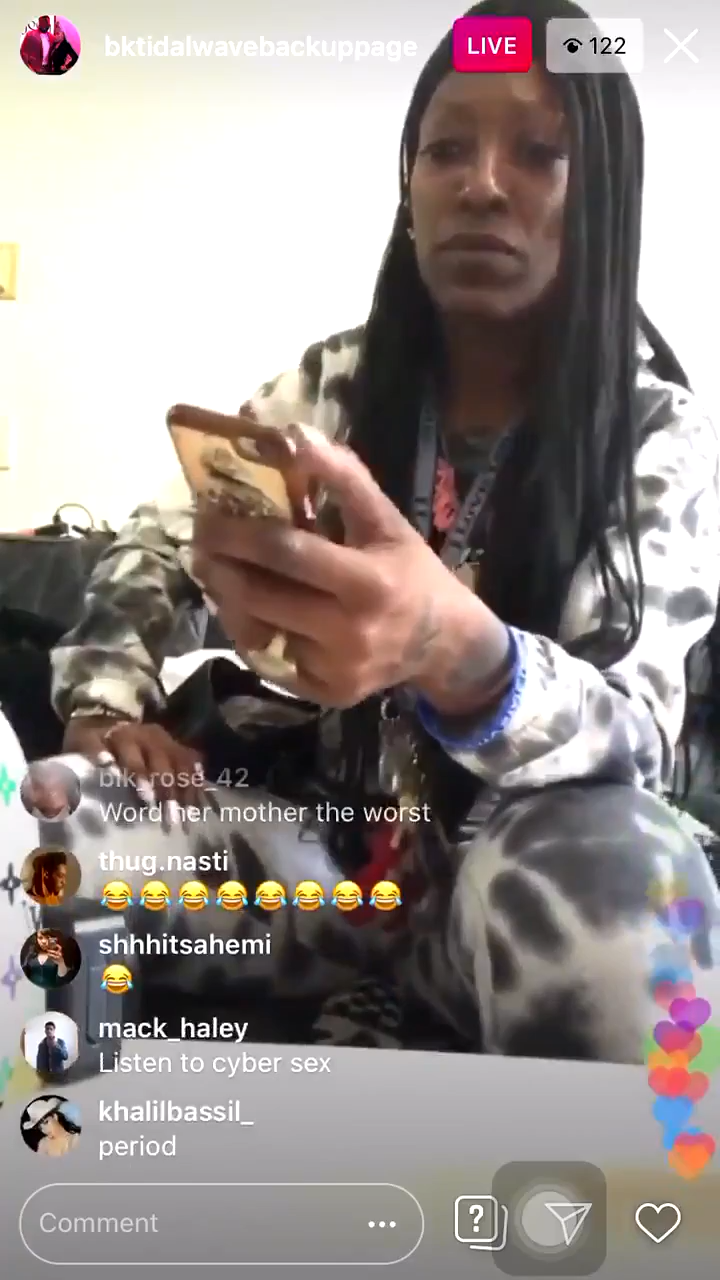 bktidalwavebackuppage
LIVE
122
blk_rose_42
Word her mother the worst
thug.nasti
😂😂😂😂😂😂😂😂
shhhitsahemi
😂
mack_haley
Listen to cyber sex
khalilbassil_
period
Comment
?